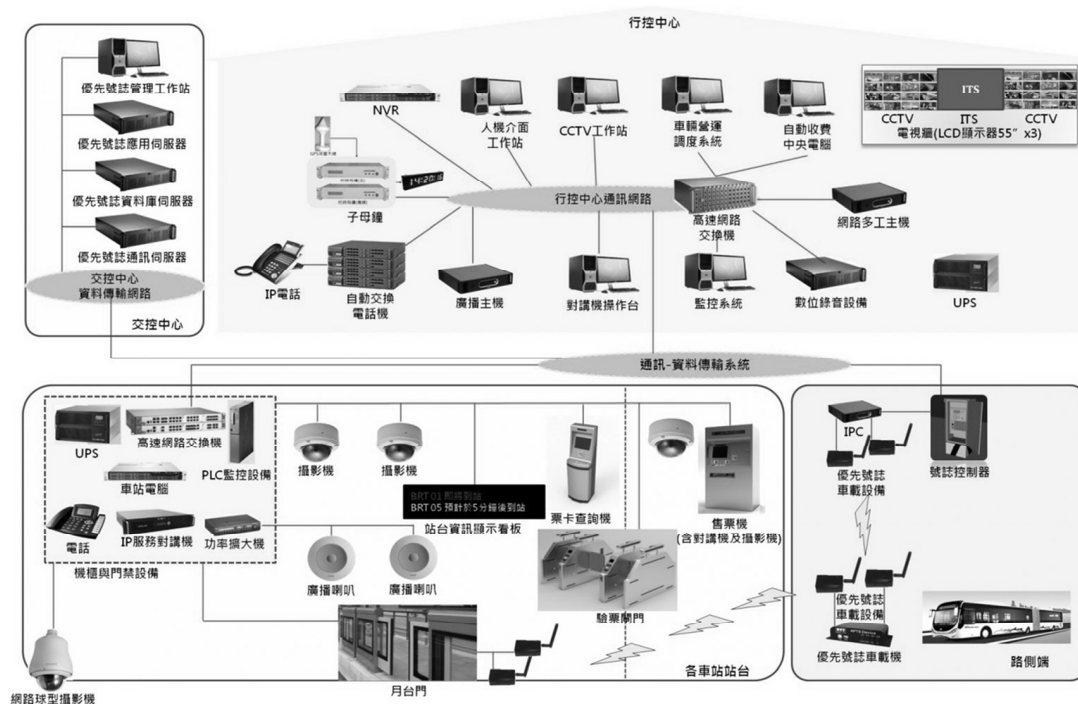 行控中心
優先號誌管理工作站
優先號誌應用伺服器
優先號誌資料庫伺服器
優先號誌通訊伺服器
交控中心
資料傳輸網路
交控中心
NVR
人機介面
工作站
CCTV工作站
車輛營運
調度系統
自動收費
中央電腦
ITS
CCTV
ITS
CCTV
電視牆(LCD顯示器55” x3)
14:20:16
子母鐘
行控中心通訊網路
高速網路
交換機
網路多工主機
IP電話
自動交換
電話機
廣播主機
對講機操作台
監控系統
數位錄音設備
UPS
通訊-資料傳輸系統
UPS
高速網路交換機
PLC監控設備
車站電腦
電話
IP服務對講機
功率擴大機
機櫃與門禁設備
攝影機
攝影機
BRT 01 即將到站
BRT 05 預計於5分鐘後到站
站台資訊顯示看板
票卡查詢機
售票機
(含對講機及攝影機)
廣播喇叭
廣播喇叭
驗票閘門
月台門
各車站站台
網路球型攝影機
IPC
優先號誌
車載設備
號誌控制器
優先號誌
車載設備
優先號誌車載機
路側端